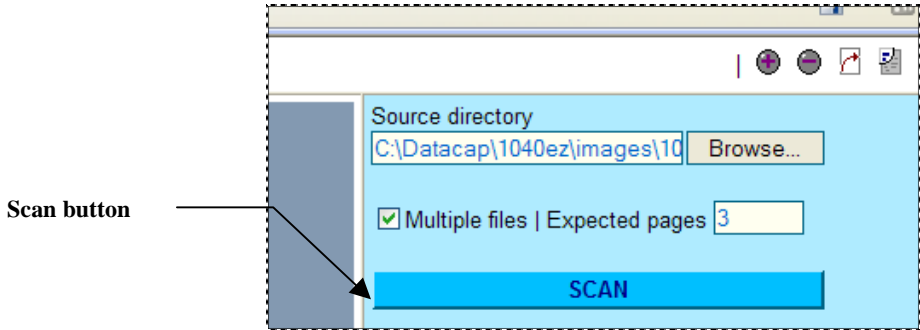 Source directory
C:\Datacap\1040ez\images\10 Browse...
Scan button
Multiple files | Expected pages 3
SCAN